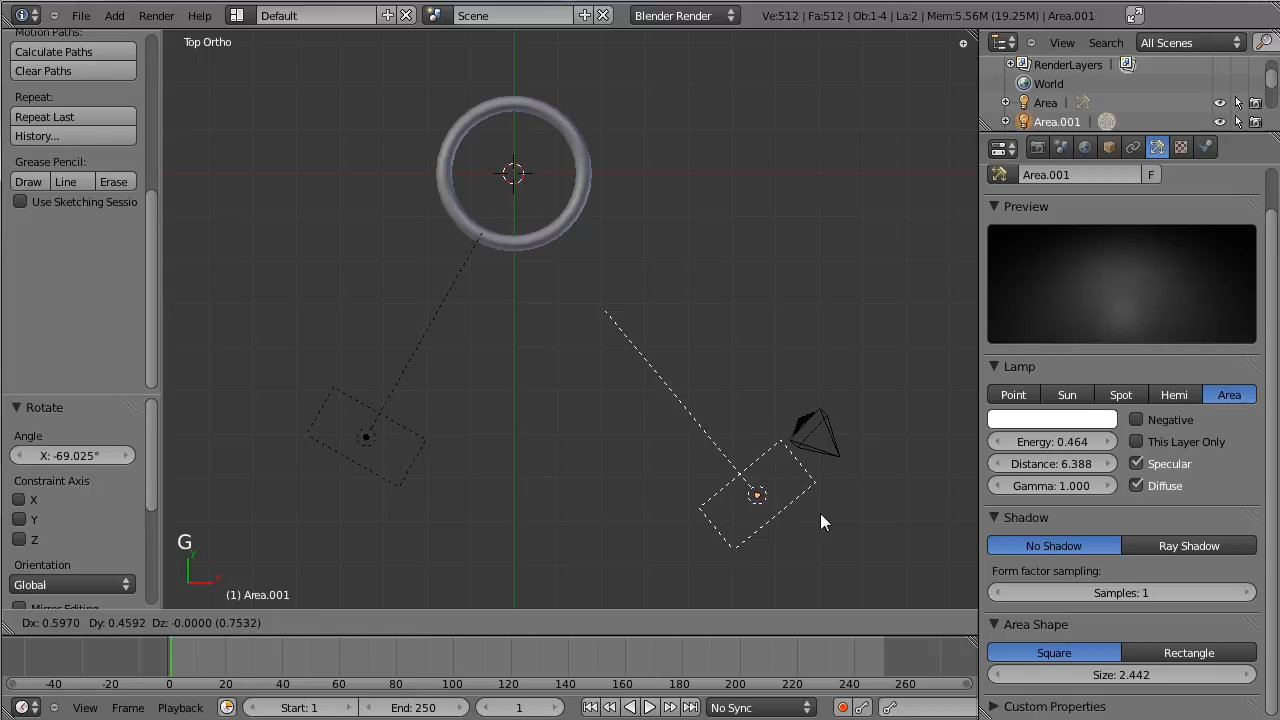 File Add Render Help Default Scene Blender Render Ve:512 | Fa:512 | Ob:1-4 | La:2 | Mem:5.56M (19.25M) | Area.001
Motion Paths:
Calculate Paths
Clear Paths
Repeat:
Repeat Last
History...
Grease Pencil:
Draw Line Erase
Use Sketching Sessio
Rotate
Angle
X: -69.025°
Constraint Axis
X
Y
Z
Orientation
Global
Mirror Editing
Top Ortho
G
y
x
(1) Area.001
Dx: 0.5970 Dy: 0.4592 Dz: -0.0000 (0.7532)
View Search All Scenes
RenderLayers
World
Area
Area.001
Area.001 F
Preview
Lamp
Point Sun Spot Hemi Area
Negative
Energy: 0.464 This Layer Only
Distance: 6.388 Specular
Gamma: 1.000 Diffuse
Shadow
No Shadow Ray Shadow
Form factor sampling:
Samples: 1
Area Shape
Square Rectangle
Size: 2.442
Custom Properties
-40 -20 0 20 40 60 80 100 120 140 160 180 200 220 240 260
View Frame Playback Start: 1 End: 250 1 No Sync